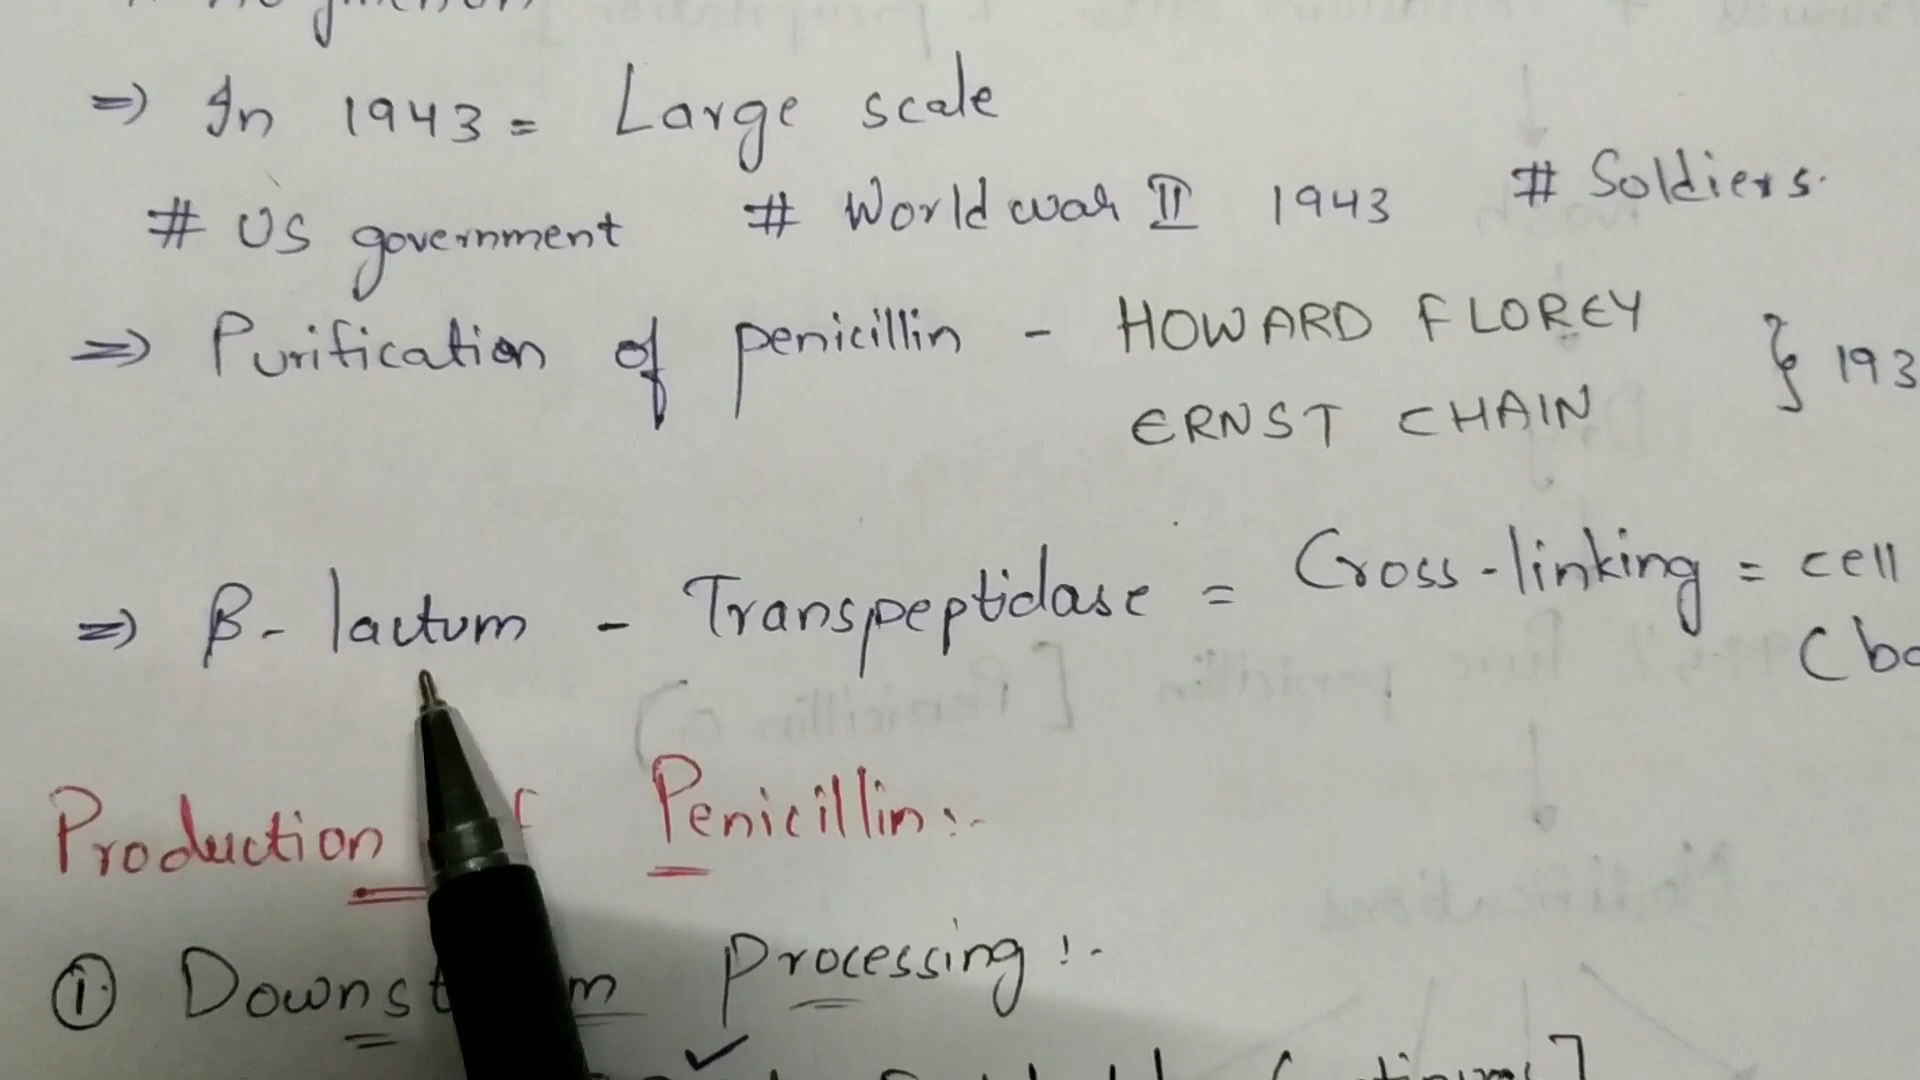 => In 1943 = Large scale
# US government # World war II 1943 # Soldiers.
=> Purification of penicillin - HOWARD FLOREY
ERNST CHAIN } 193
=> β- lactum - Transpeptidase = Cross-linking = cell
(
Production Penicillin:-
① Processing :-